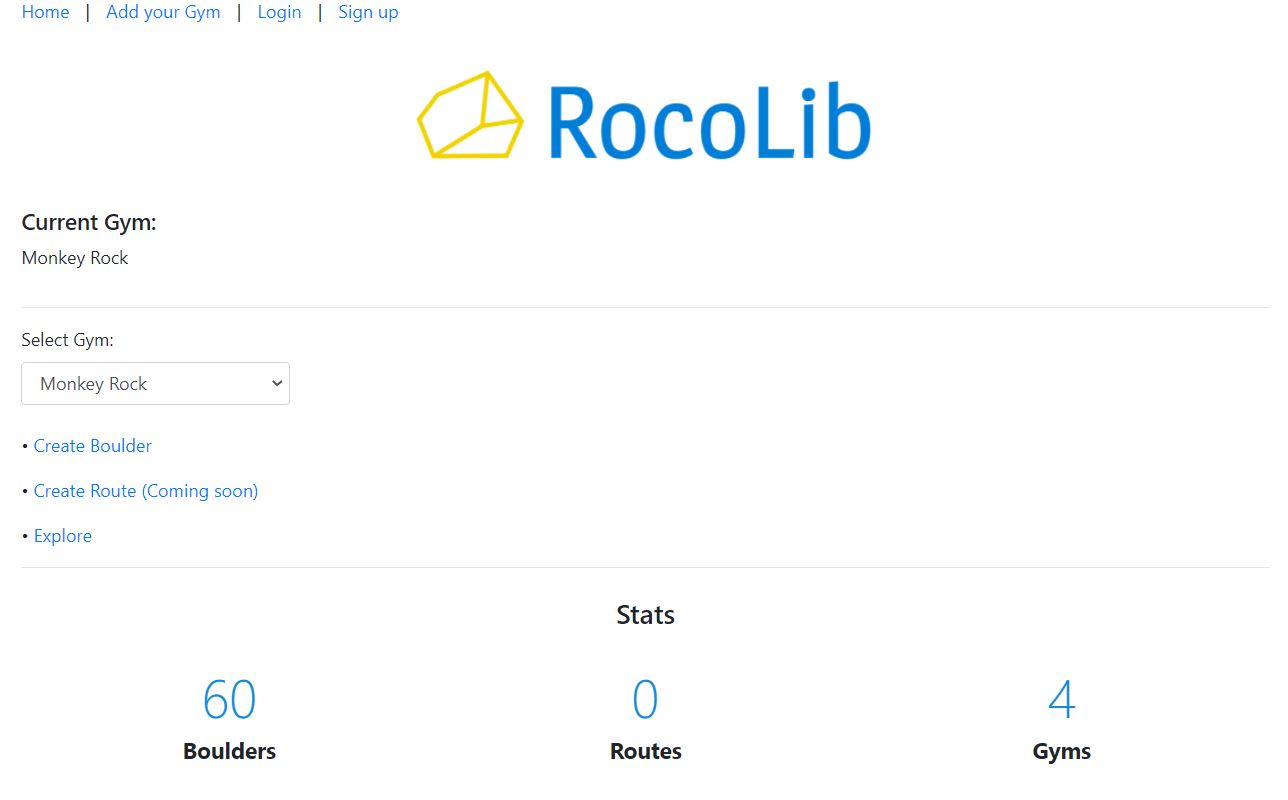 Home | Add your Gym | Login | Sign up
RocoLib
Current Gym:
Monkey Rock
Select Gym:
Monkey Rock
• Create Boulder
• Create Route (Coming soon)
• Explore
Stats
60 0 4
Boulders Routes Gyms